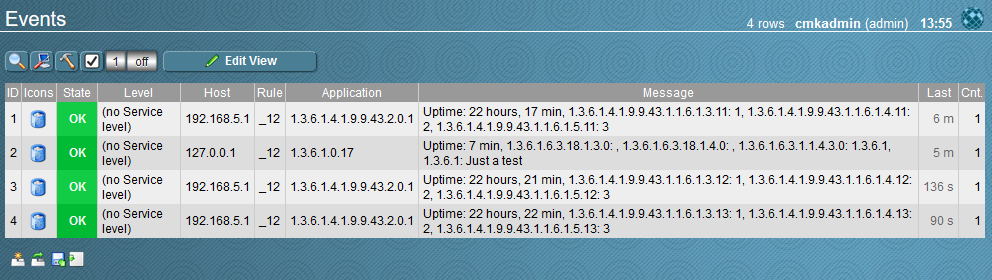 Events
4 rows cmkadmin (admin) 13:55
1 off Edit View
ID Icons State Level Host Rule Application Message Last Cnt.
1 OK (no Service level) 192.168.5.1 _12 1.3.6.1.4.1.9.9.43.2.0.1 Uptime: 22 hours, 17 min, 1.3.6.1.4.1.9.9.43.1.1.6.1.3.11: 1, 1.3.6.1.4.1.9.9.43.1.1.6.1.4.11: 2, 1.3.6.1.4.1.9.9.43.1.1.6.1.5.11: 3 6 m 1
2 OK (no Service level) 127.0.0.1 _12 1.3.6.1.0.17 Uptime: 7 min, 1.3.6.1.6.3.18.1.3.0: , 1.3.6.1.6.3.18.1.4.0: , 1.3.6.1.6.3.1.1.4.3.0: 1.3.6.1, 1.3.6.1: Just a test 5 m 1
3 OK (no Service level) 192.168.5.1 _12 1.3.6.1.4.1.9.9.43.2.0.1 Uptime: 22 hours, 21 min, 1.3.6.1.4.1.9.9.43.1.1.6.1.3.12: 1, 1.3.6.1.4.1.9.9.43.1.1.6.1.4.12: 2, 1.3.6.1.4.1.9.9.43.1.1.6.1.5.12: 3 136 s 1
4 OK (no Service level) 192.168.5.1 _12 1.3.6.1.4.1.9.9.43.2.0.1 Uptime: 22 hours, 22 min, 1.3.6.1.4.1.9.9.43.1.1.6.1.3.13: 1, 1.3.6.1.4.1.9.9.43.1.1.6.1.4.13: 2, 1.3.6.1.4.1.9.9.43.1.1.6.1.5.13: 3 90 s 1